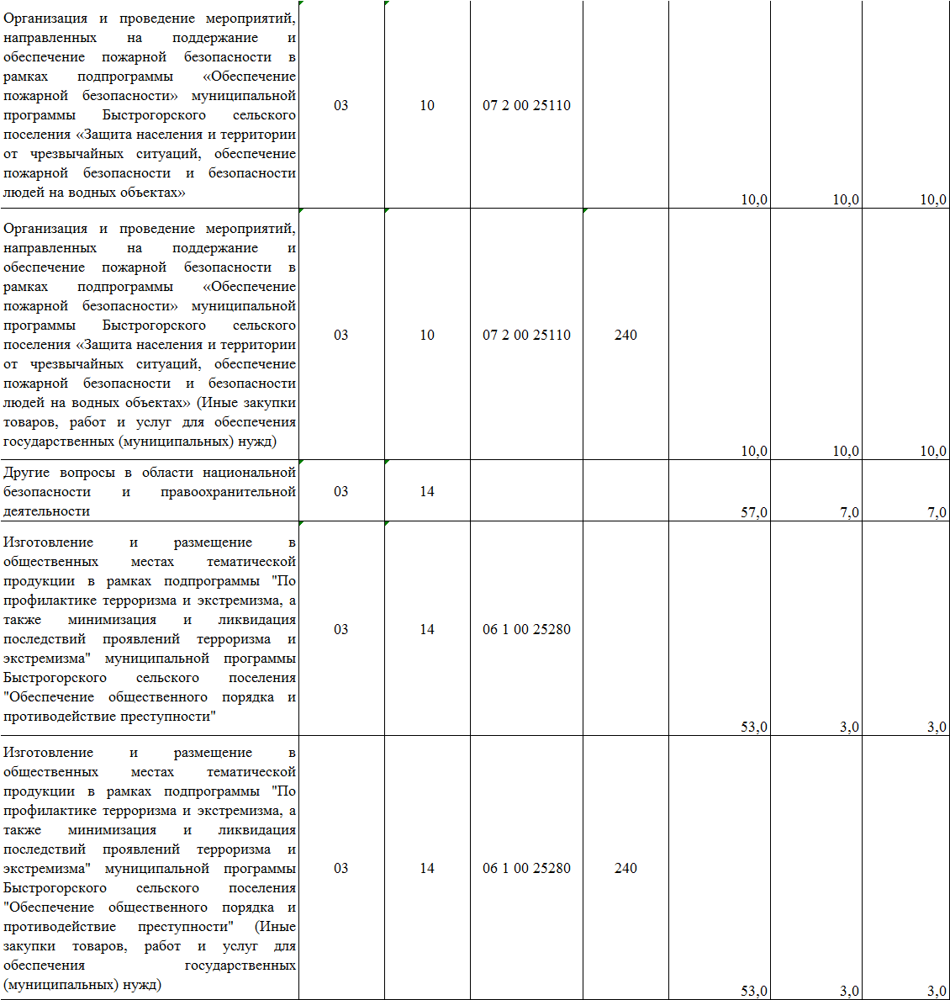 Организация и проведение мероприятий,
направленных на поддержание и
обеспечение пожарной безопасности в
рамках подпрограммы «Обеспечение
пожарной безопасности» муниципальной
программы Быстрогорского сельского
поселения «Защита населения и территории
от чрезвычайных ситуаций, обеспечение
пожарной безопасности и безопасности
людей на водных объектах»
03 10 07 2 00 25110
10,0 10,0 10,0
Организация и проведение мероприятий,
направленных на поддержание и
обеспечение пожарной безопасности в
рамках подпрограммы «Обеспечение
пожарной безопасности» муниципальной
программы Быстрогорского сельского
поселения «Защита населения и территории
от чрезвычайных ситуаций, обеспечение
пожарной безопасности и безопасности
людей на водных объектах» (Иные закупки
товаров, работ и услуг для обеспечения
государственных (муниципальных) нужд)
03 10 07 2 00 25110 240
10,0 10,0 10,0
Другие вопросы в области национальной
безопасности и правоохранительной
деятельности
03 14
57,0 7,0 7,0
Изготовление и размещение в
общественных местах тематической
продукции в рамках подпрограммы "По
профилактике терроризма и экстремизма, а
также минимизация и ликвидация
последствий проявлений терроризма и
экстремизма" муниципальной программы
Быстрогорского сельского поселения
"Обеспечение общественного порядка и
противодействие преступности"
03 14 06 1 00 25280
53,0 3,0 3,0
Изготовление и размещение в
общественных местах тематической
продукции в рамках подпрограммы "По
профилактике терроризма и экстремизма, а
также минимизация и ликвидация
последствий проявлений терроризма и
экстремизма" муниципальной программы
Быстрогорского сельского поселения
"Обеспечение общественного порядка и
противодействие преступности" (Иные
закупки товаров, работ и услуг для
обеспечения государственных
(муниципальных) нужд)
03 14 06 1 00 25280 240
53,0 3,0 3,0